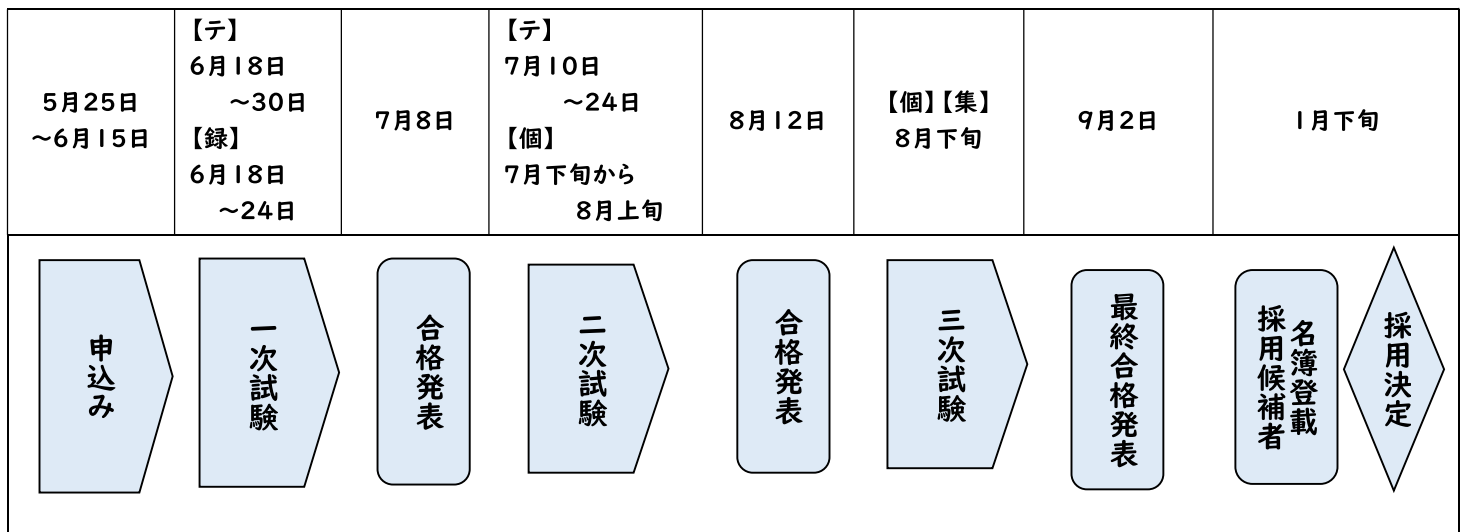 5月25日
～6月15日
【テ】
6月18日
～30日
【録】
6月18日
～24日
7月8日
【テ】
7月10日
～24日
【個】
7月下旬から
8月上旬
8月12日
【個】【集】
8月下旬
9月2日
1月下旬
申込み
一次試験
合格発表
二次試験
合格発表
三次試験
最終合格発表
名簿登載
採用候補者
採用決定